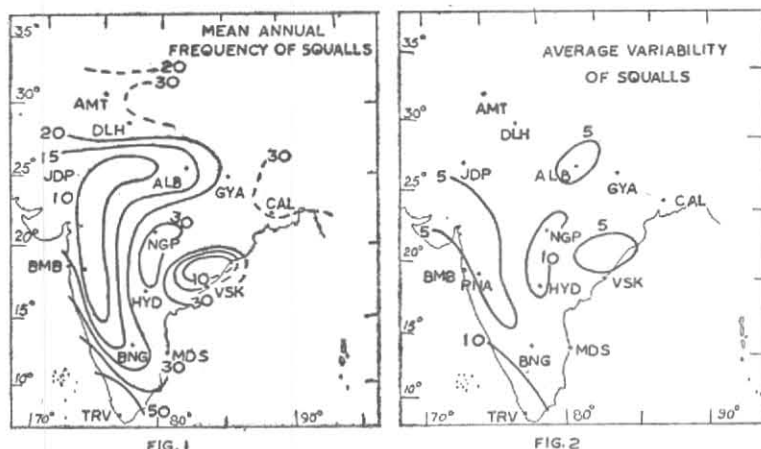 MEAN ANNUAL
FREQUENCY OF SQUALLS
35°
30°
25°
20°
15°
10°
70°
80°
90°
20
30
AMT
DLH
20
15
JDP
10
ALB
GYA
30
CAL
30
NGP
BMB
10
HYD
30
VSK
BNG
MDS
30
50
TRV
FIG.1
AVERAGE VARIABILITY
OF SQUALLS
35°
30°
25°
20°
15°
10°
70°
80°
90°
AMT
DLH
5
JDP
ALB
GYA
5
CAL
5
NGP
5
10
BMB
PNA
HYD
VSK
10
BNG
MDS
TRV
FIG.2